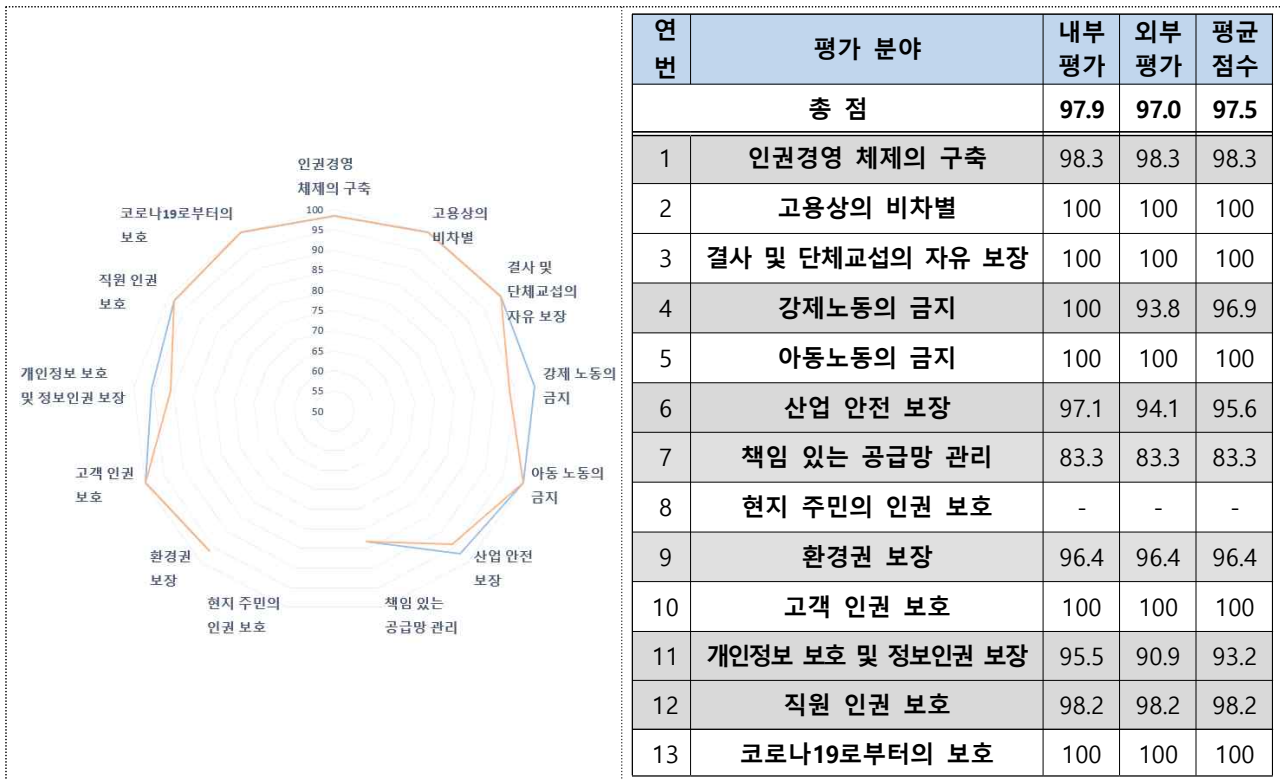 인권경영
체제의 구축
코로나19로부터의
보호
고용상의
비차별
직원 인권
보호
결사 및
단체교섭의
자유 보장
개인정보 보호
및 정보인권 보장
강제 노동의
금지
고객 인권
보호
아동 노동의
금지
환경권
보장
산업 안전
보장
현지 주민의
인권 보호
책임 있는
공급망 관리
100
95
90
85
80
75
70
65
60
55
50
연번 평가 분야 내부평가 외부평가 평균점수
총 점 97.9 97.0 97.5
1 인권경영 체제의 구축 98.3 98.3 98.3
2 고용상의 비차별 100 100 100
3 결사 및 단체교섭의 자유 보장 100 100 100
4 강제노동의 금지 100 93.8 96.9
5 아동노동의 금지 100 100 100
6 산업 안전 보장 97.1 94.1 95.6
7 책임 있는 공급망 관리 83.3 83.3 83.3
8 현지 주민의 인권 보호 - - -
9 환경권 보장 96.4 96.4 96.4
10 고객 인권 보호 100 100 100
11 개인정보 보호 및 정보인권 보장 95.5 90.9 93.2
12 직원 인권 보호 98.2 98.2 98.2
13 코로나19로부터의 보호 100 100 100